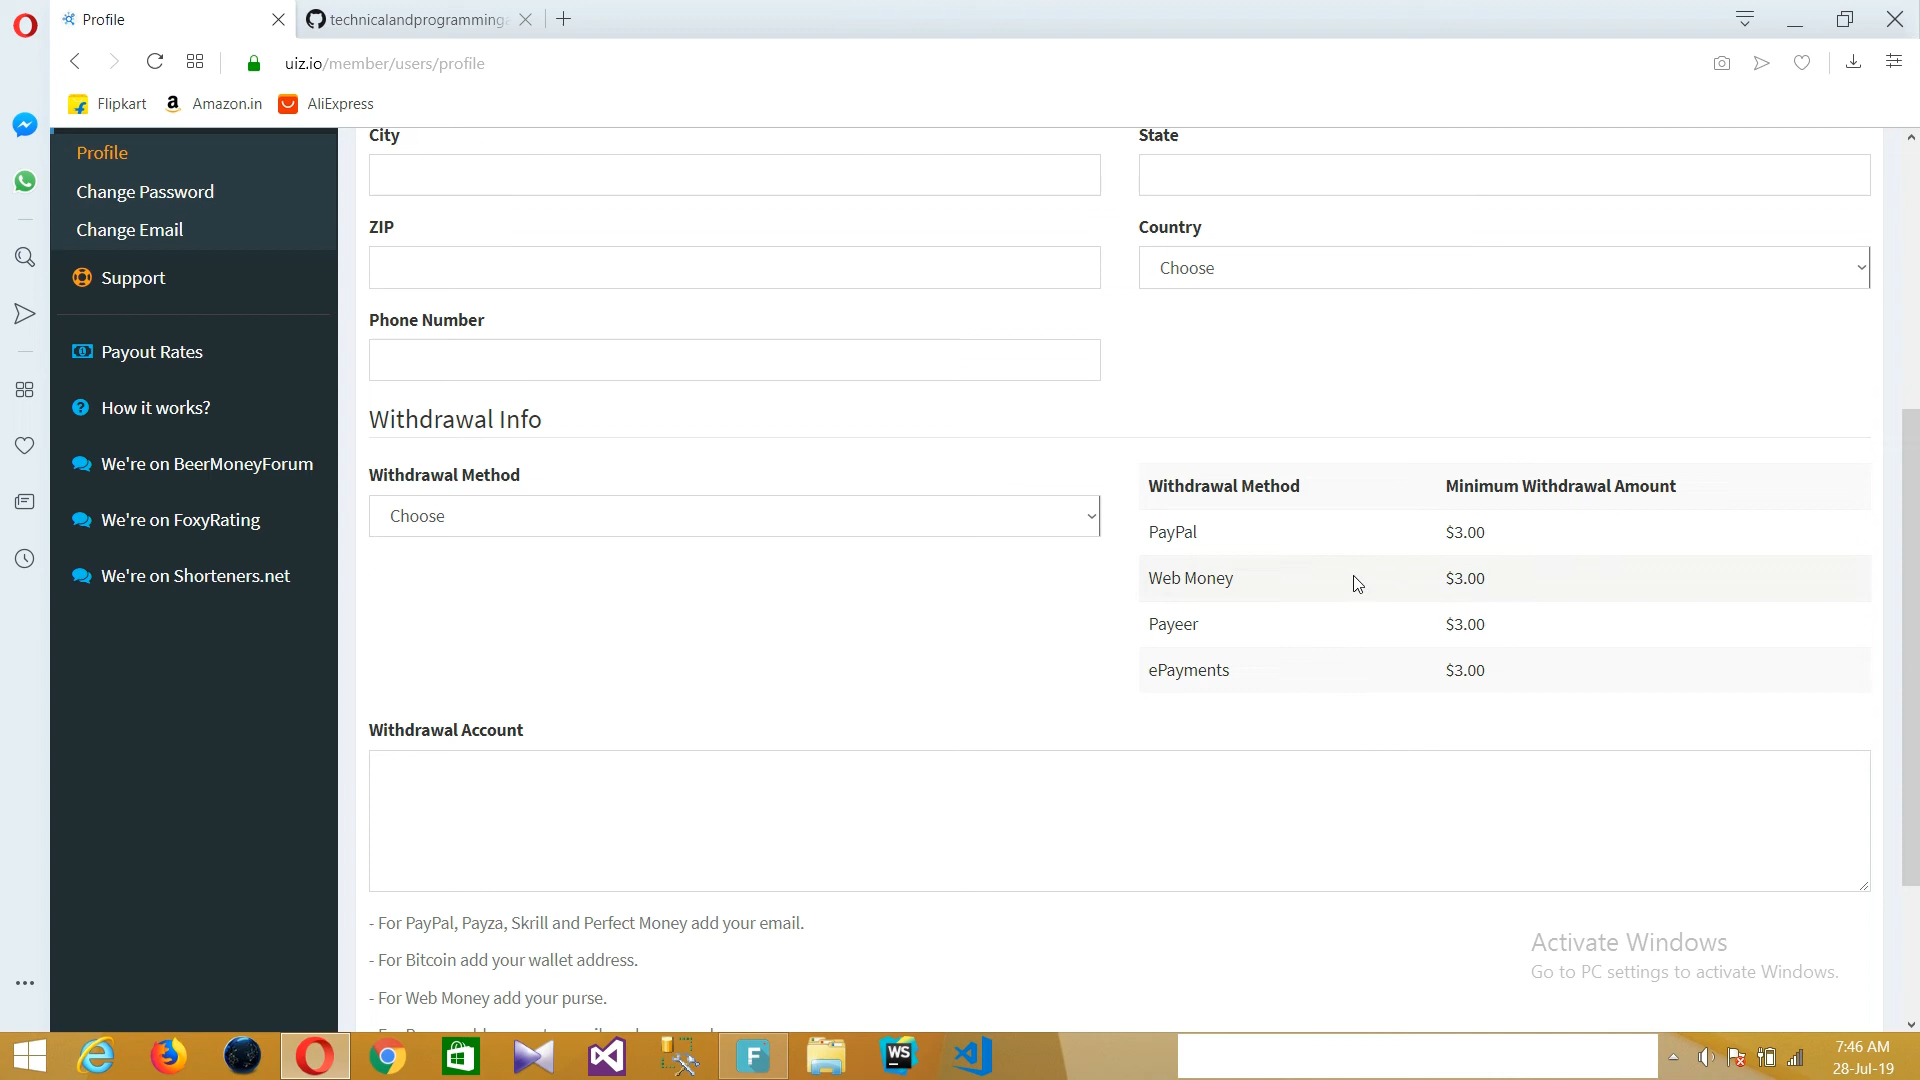 Profile
technicalandprogramming
uiz.io/member/users/profile
Flipkart
Amazon.in
AliExpress
Profile
Change Password
Change Email
Support
Payout Rates
How it works?
We're on BeerMoneyForum
We're on FoxyRating
We're on Shorteners.net
City
State
ZIP
Country
Choose
Phone Number
Withdrawal Info
Withdrawal Method
Choose
Withdrawal Method Minimum Withdrawal Amount
PayPal $3.00
Web Money $3.00
Payeer $3.00
ePayments $3.00
Withdrawal Account
- For PayPal, Payza, Skrill and Perfect Money add your email.
- For Bitcoin add your wallet address.
- For Web Money add your purse.
Activate Windows
Go to PC settings to activate Windows.
F
WS
7:46 AM
28-Jul-19